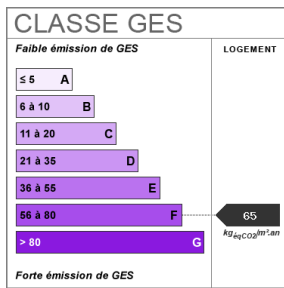 CLASSE GES
Faible émission de GES
LOGEMENT
≤ 5 A
6 à 10 B
11 à 20 C
21 à 35 D
36 à 55 E
56 à 80 F
65
kgéqCO2/m².an
> 80 G
Forte émission de GES